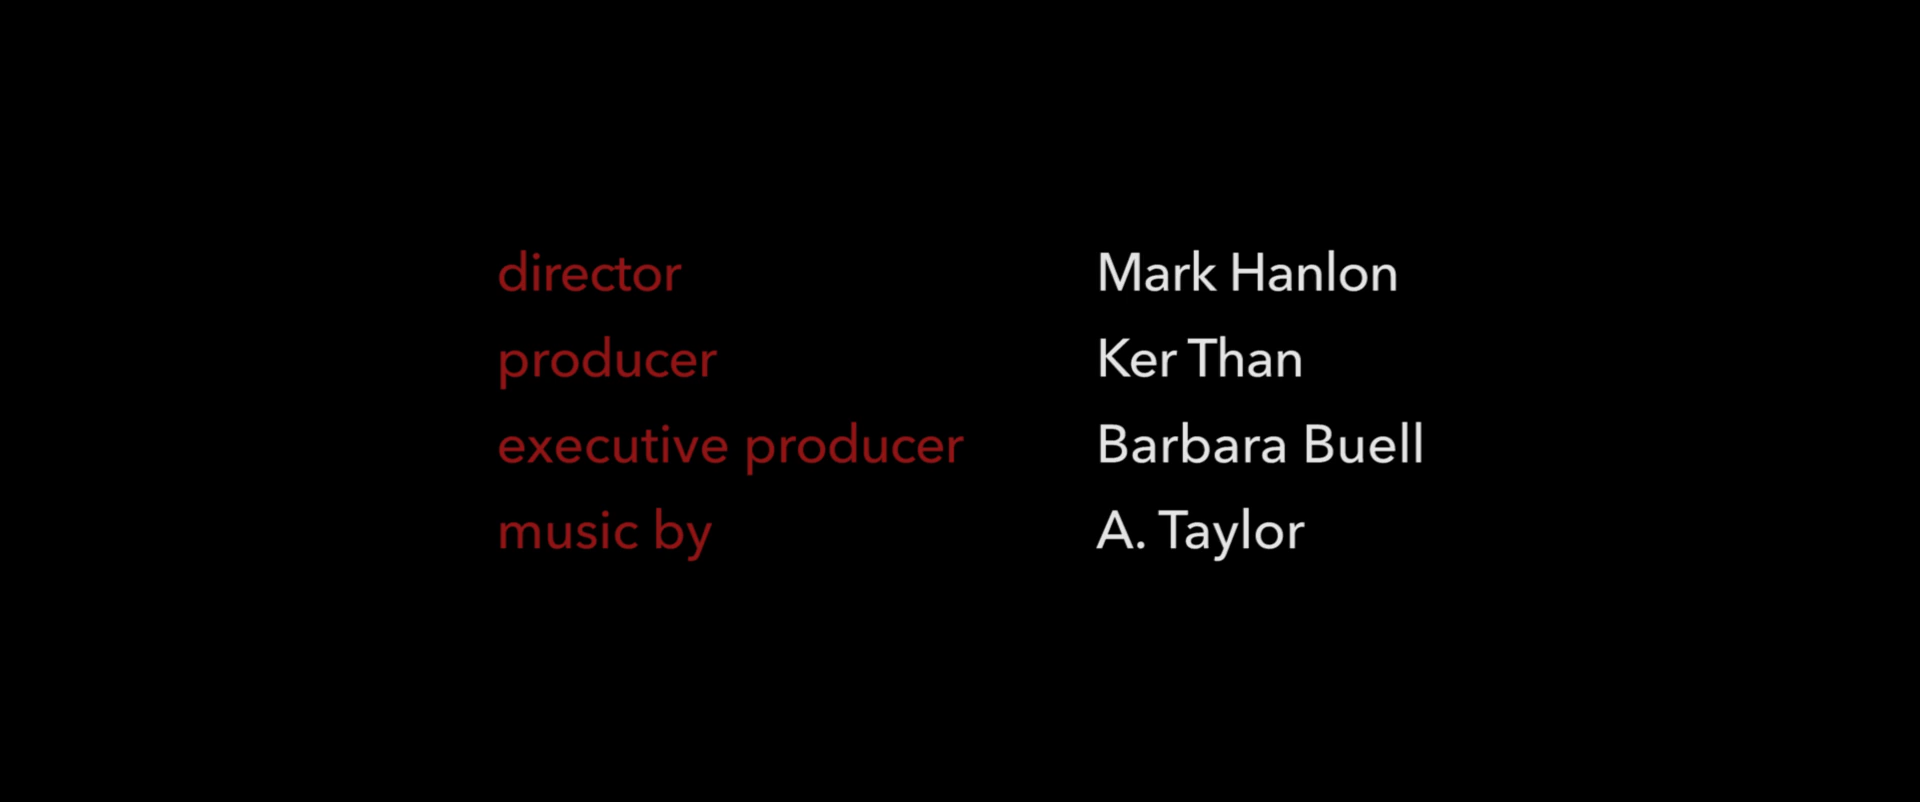 director Mark Hanlon
producer Ker Than
executive producer Barbara Buell
music by A. Taylor